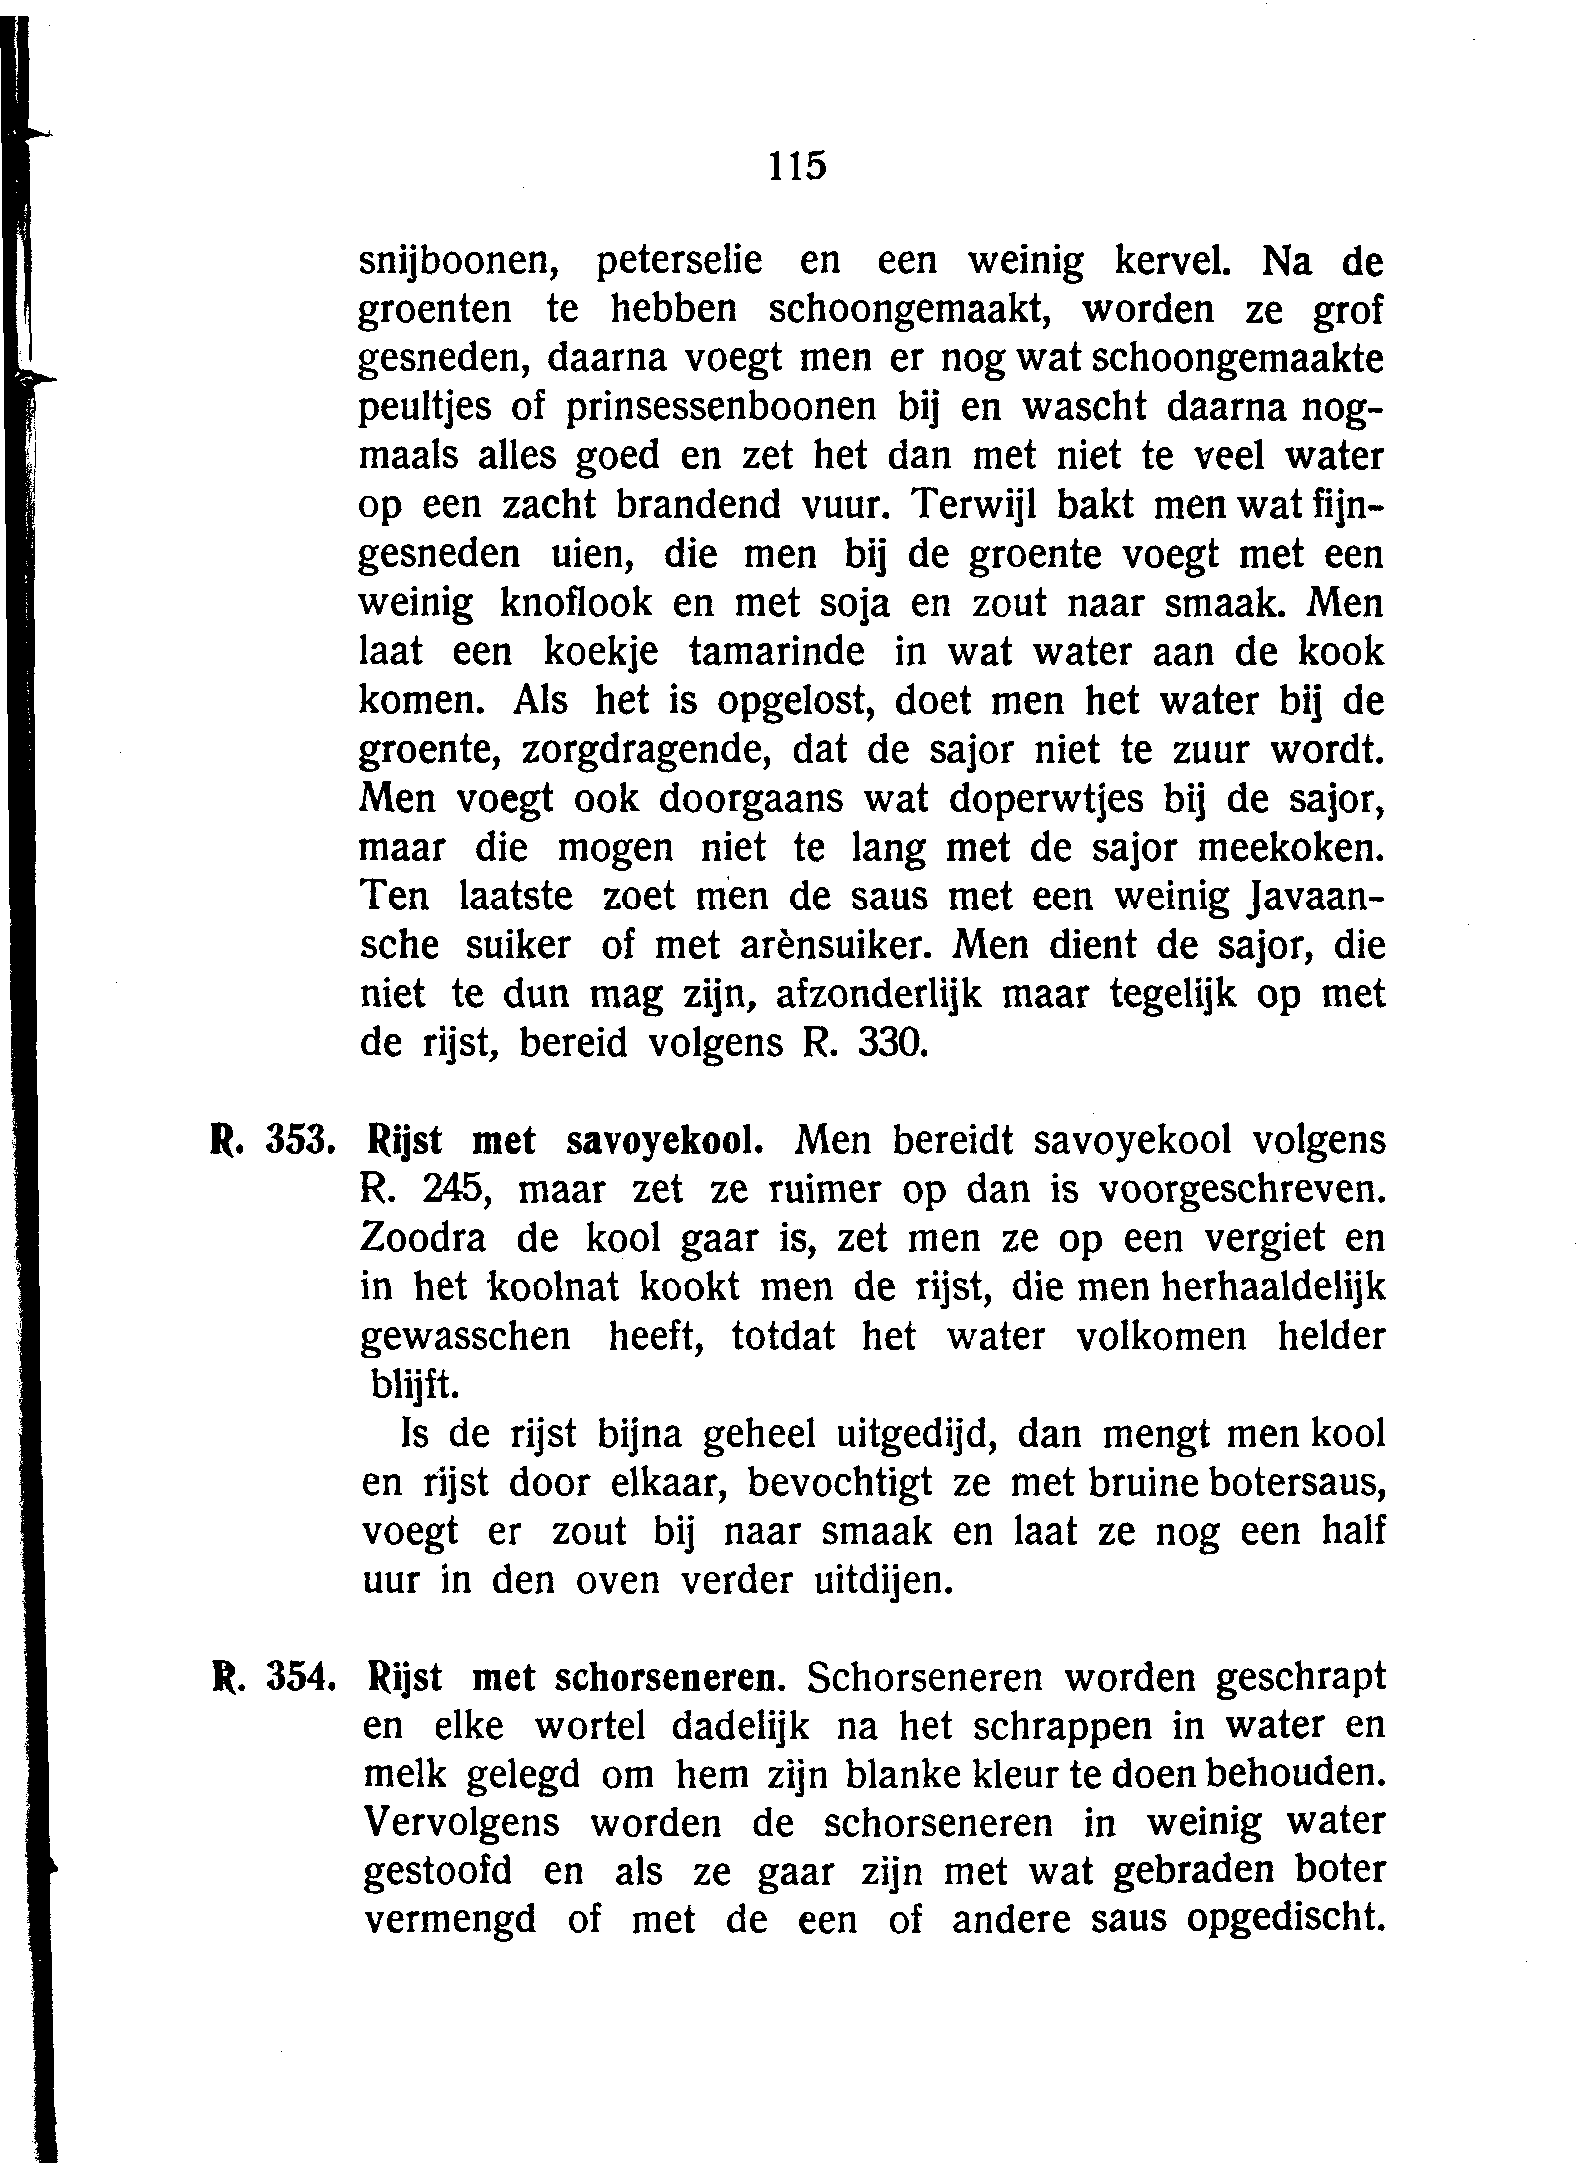 115
snijboonen, peterselie en een weinig kervel. Na de
groenten te hebben schoongemaakt, worden ze grof
gesneden, daarna voegt men er nog wat schoongemaakte
peultjes of prinsessenboonen bij en wascht daarna nog-
maals alles goed en zet het dan met niet te veel water
op een zacht brandend vuur. Terwijl bakt men wat fijn-
gesneden uien, die men bij de groente voegt met een
weinig knoflook en met soja en zout naar smaak. Men
laat een koekje tamarinde in wat water aan de kook
komen. Als het is opgelost, doet men het water bij de
groente, zorgdragende, dat de sajor niet te zuur wordt.
Men voegt ook doorgaans wat doperwtjes bij de sajor,
maar die mogen niet te lang met de sajor meekoken.
Ten laatste zoet men de saus met een weinig Javaan-
sche suiker of met arènsuiker. Men dient de sajor, die
niet te dun mag zijn, afzonderlijk maar tegelijk op met
de rijst, bereid volgens R. 330.
R. 353. Rijst met savoyekool. Men bereidt savoyekool volgens
R. 245, maar zet ze ruimer op dan is voorgeschreven.
Zoodra de kool gaar is, zet men ze op een vergiet en
in het koolnat kookt men de rijst, die men herhaaldelijk
gewasschen heeft, totdat het water volkomen helder
blijft.
Is de rijst bijna geheel uitgedijd, dan mengt men kool
en rijst door elkaar, bevochtigt ze met bruine botersaus,
voegt er zout bij naar smaak en laat ze nog een half
uur in den oven verder uitdijen.
R. 354. Rijst met schorseneren. Schorseneren worden geschrapt
en elke wortel dadelijk na het schrappen in water en
melk gelegd om hem zijn blanke kleur te doen behouden.
Vervolgens worden de schorseneren in weinig water
gestoofd en als ze gaar zijn met wat gebraden boter
vermengd of met de een of andere saus opgedischt.